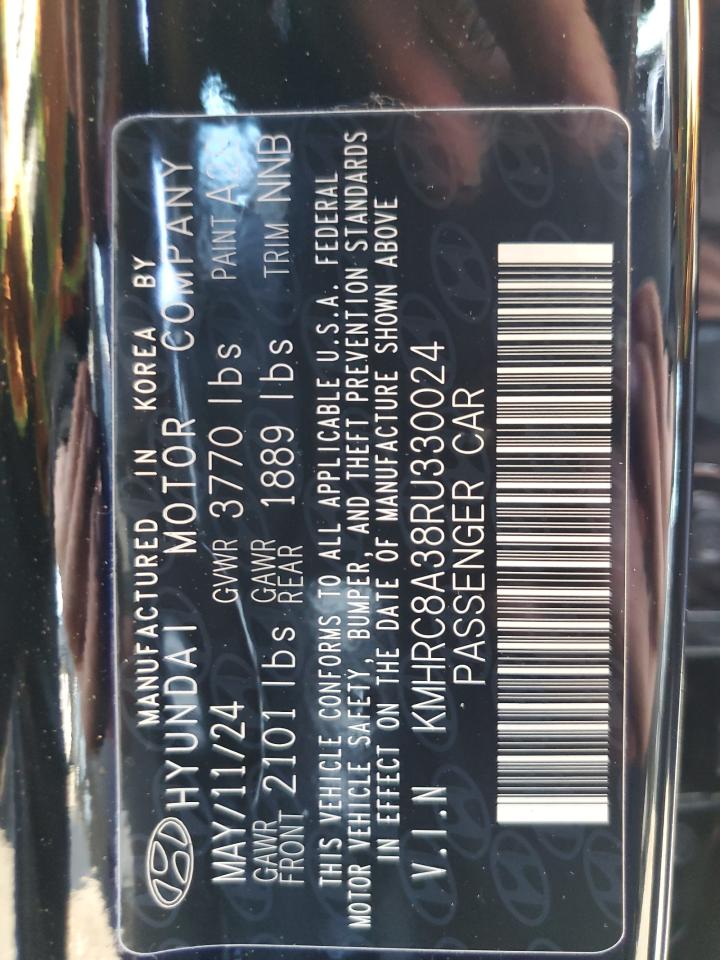 MANUFACTURED IN KOREA BY
HYUNDAI MOTOR COMPANY
MAY/11/24 GVWR 3770 lbs PAINT
GAWR FRONT 2101 lbs GAWR REAR 1889 lbs TRIM NNB
THIS VEHICLE CONFORMS TO ALL APPLICABLE U.S.A. FEDERAL
MOTOR VEHICLE SAFETY, BUMPER, AND THEFT PREVENTION STANDARDS
IN EFFECT ON THE DATE OF MANUFACTURE SHOWN ABOVE
V.I.N KMHRC8A38RU330024
PASSENGER CAR